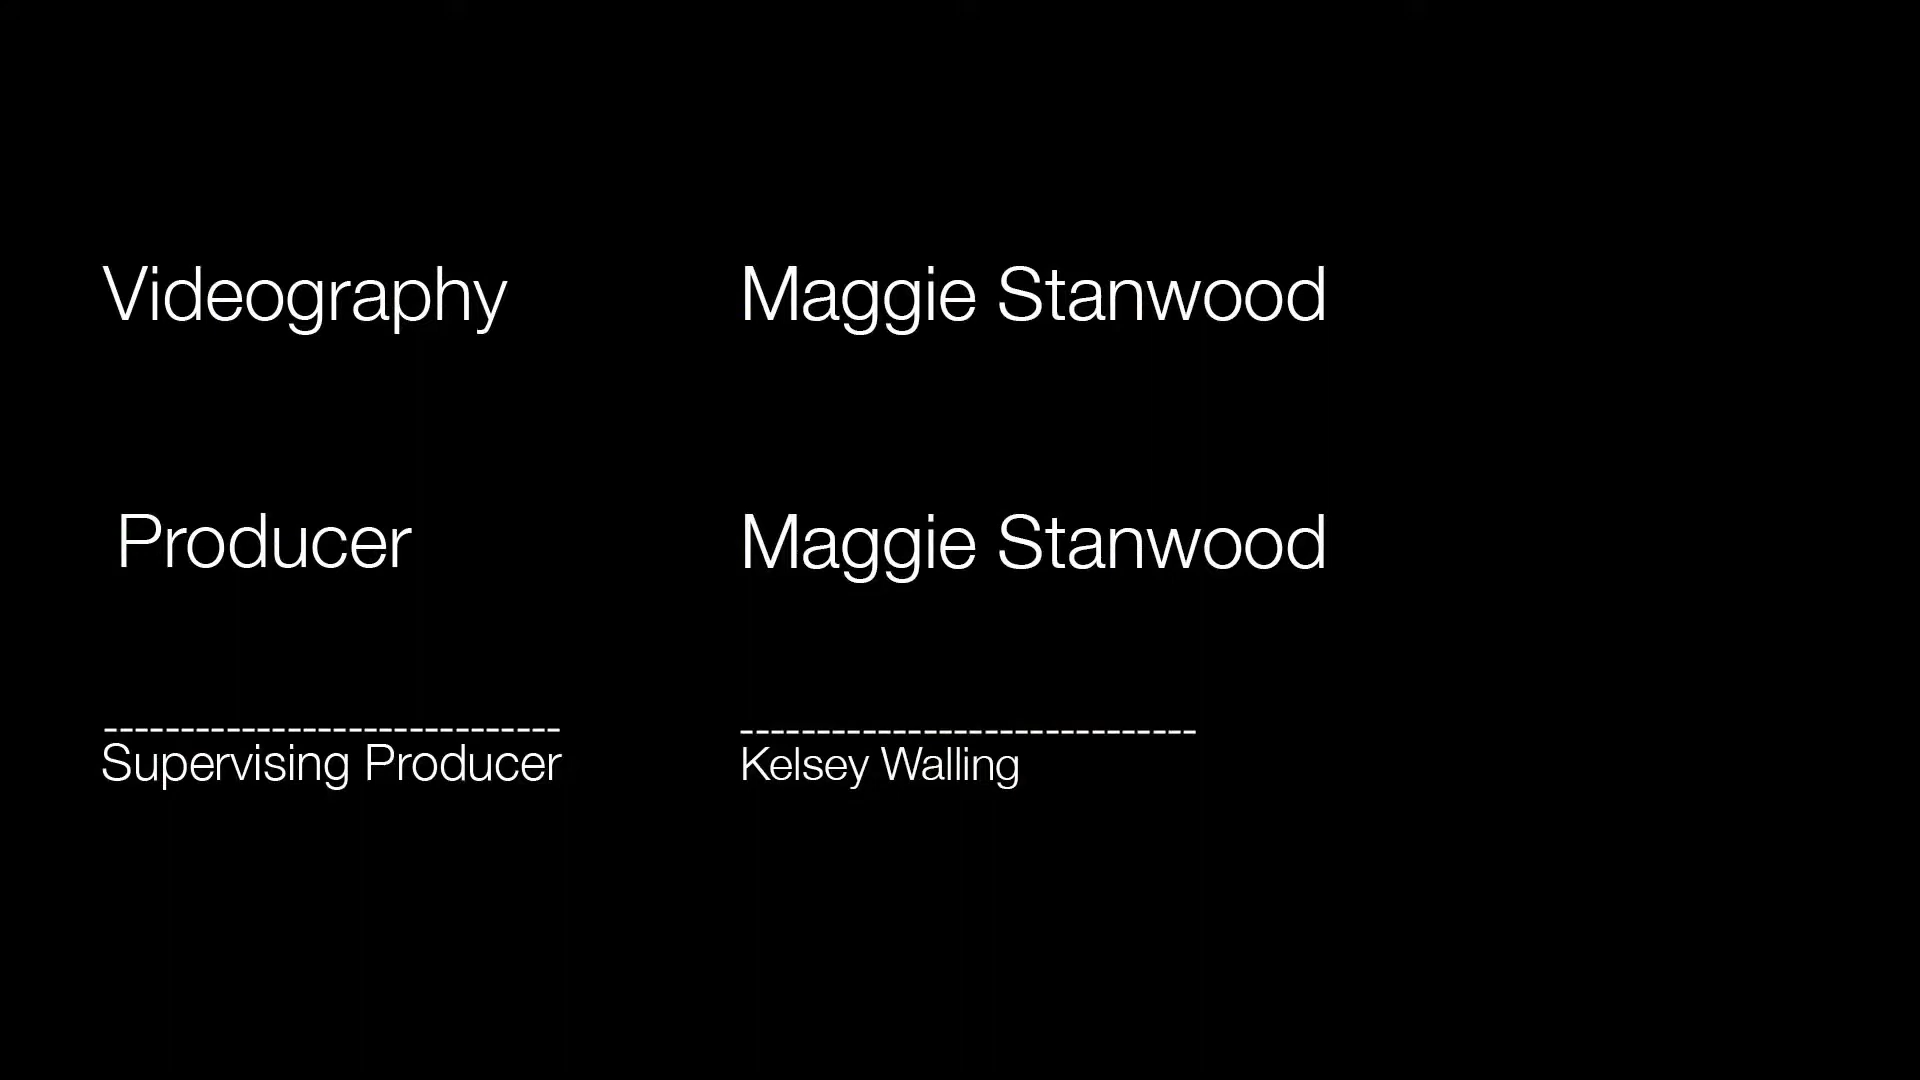 Videography Maggie Stanwood
Producer Maggie Stanwood
------------------------------ ------------------------------
Supervising Producer Kelsey Walling